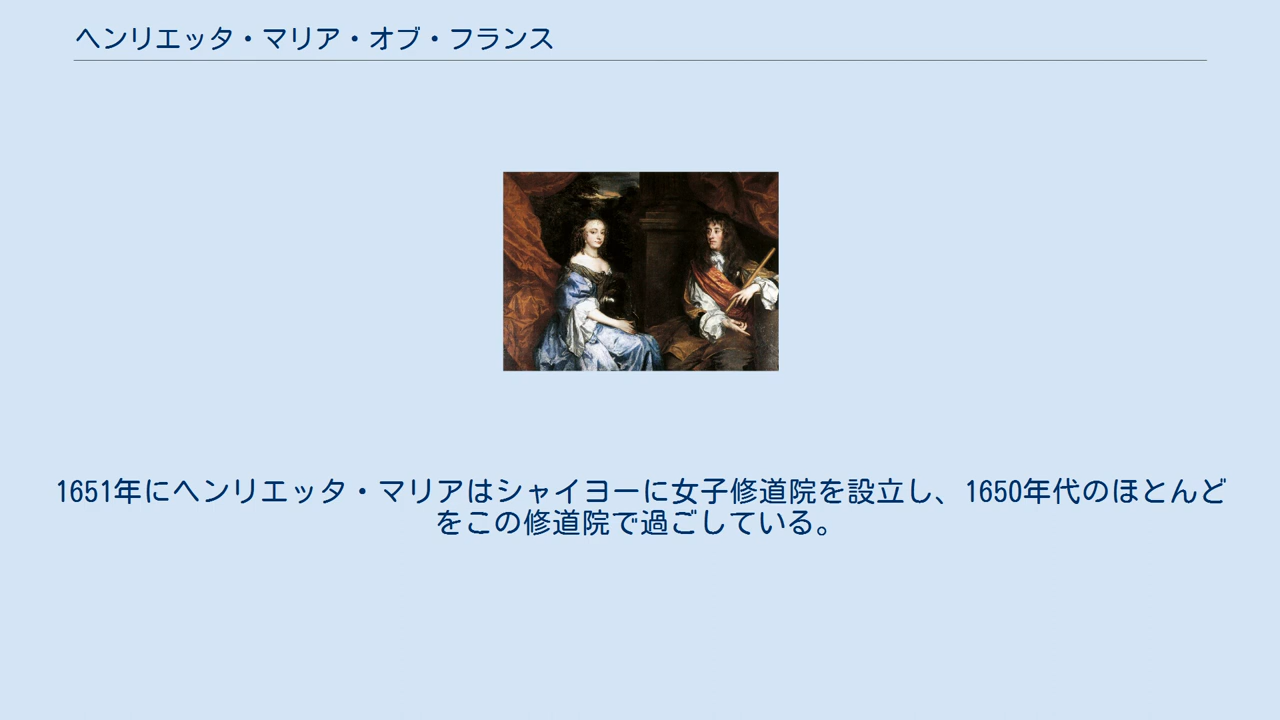 ヘンリエッタ・マリア・オブ・フランス
1651年にヘンリエッタ・マリアはシャイヨーに女子修道院を設立し、1650年代のほとんど
をこの修道院で過ごしている。